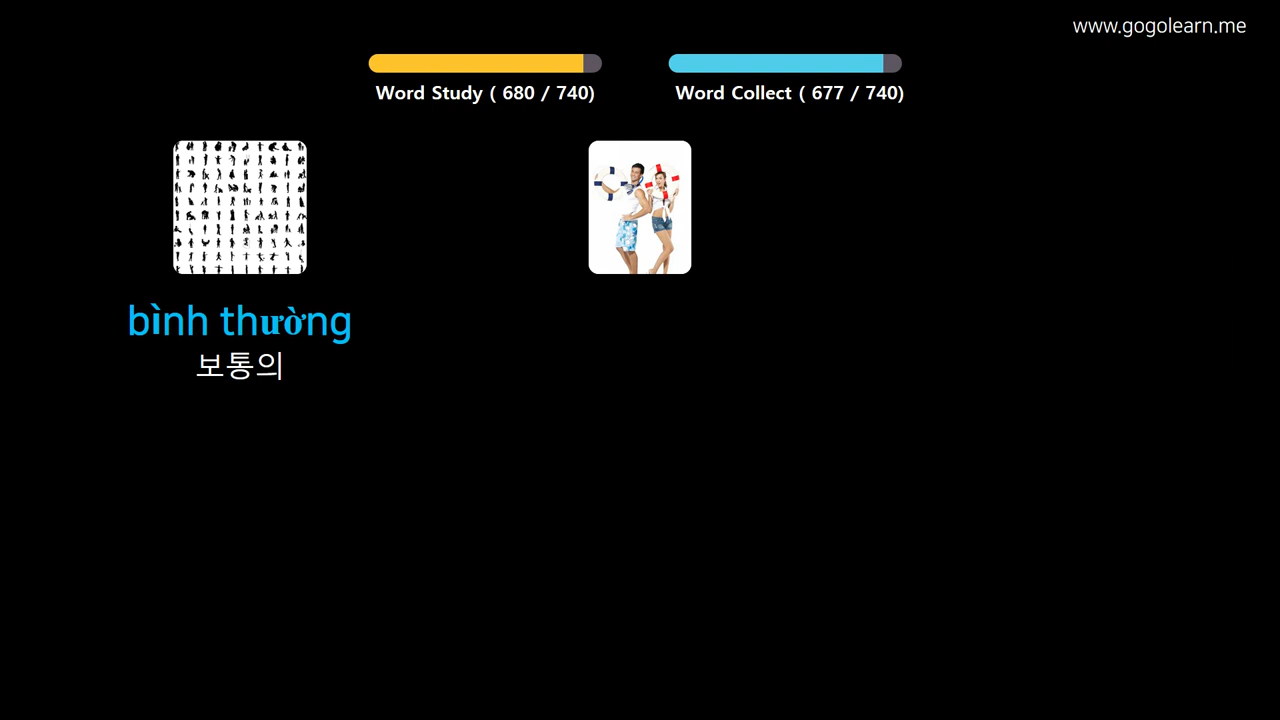 www.gogolearn.me
Word Study ( 680 / 740)
Word Collect ( 677 / 740)
bình thường
보통의